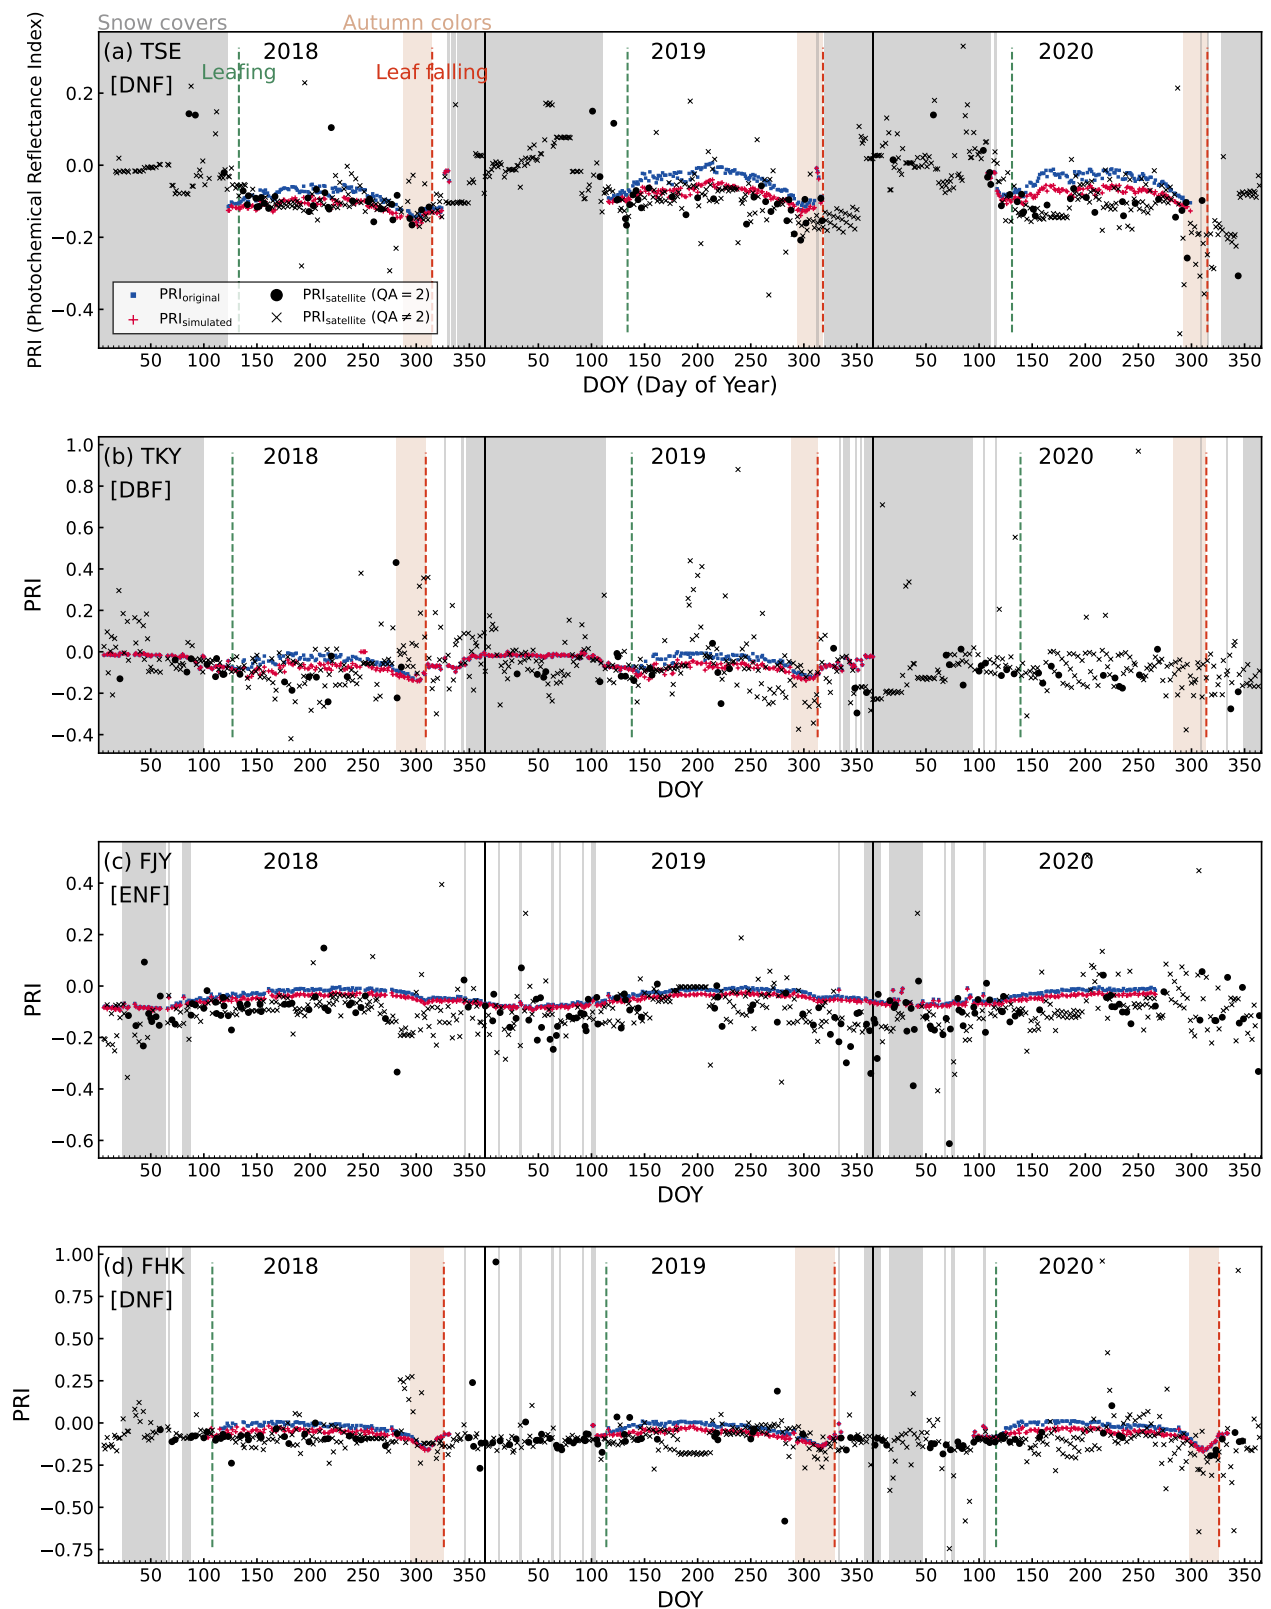 Snow covers Autumn colors
(a) TSE 2018 2019 2020
Leafing Leaf falling
[DNF]
PRI (Photochemical Reflectance Index)
0.2
0.0
−0.2
−0.4
PRIoriginal PRIsatellite (QA = 2)
PRIsimulated PRIsatellite (QA ≠ 2)
50 100 150 200 250 300 350 50 100 150 200 250 300 350 50 100 150 200 250 300 350
DOY (Day of Year)
(b) TKY 2018 2019 2020
[DBF]
PRI
1.0
0.8
0.6
0.4
0.2
0.0
−0.2
−0.4
50 100 150 200 250 300 350 50 100 150 200 250 300 350 50 100 150 200 250 300 350
DOY
(c) FJY 2018 2019 2020
[ENF]
PRI
0.4
0.2
0.0
−0.2
−0.4
−0.6
50 100 150 200 250 300 350 50 100 150 200 250 300 350 50 100 150 200 250 300 350
DOY
(d) FHK 2018 2019 2020
[DNF]
PRI
1.00
0.75
0.50
0.25
0.00
−0.25
−0.50
−0.75
50 100 150 200 250 300 350 50 100 150 200 250 300 350 50 100 150 200 250 300 350
DOY